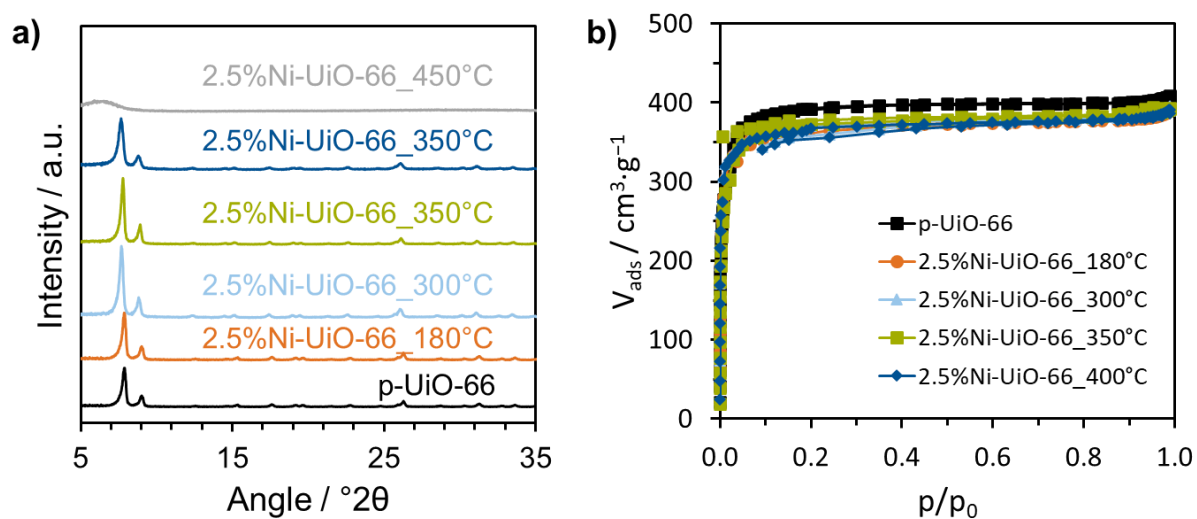 a)
2.5%Ni-UiO-66_450°C
2.5%Ni-UiO-66_350°C
2.5%Ni-UiO-66_350°C
2.5%Ni-UiO-66_300°C
2.5%Ni-UiO-66_180°C
p-UiO-66
Intensity / a.u.
5 15 25 35
Angle / °2θ
b)
500
400
300
200
100
0
V_ads / cm³·g⁻¹
p-UiO-66
2.5%Ni-UiO-66_180°C
2.5%Ni-UiO-66_300°C
2.5%Ni-UiO-66_350°C
2.5%Ni-UiO-66_400°C
0.0 0.2 0.4 0.6 0.8 1.0
p/p₀